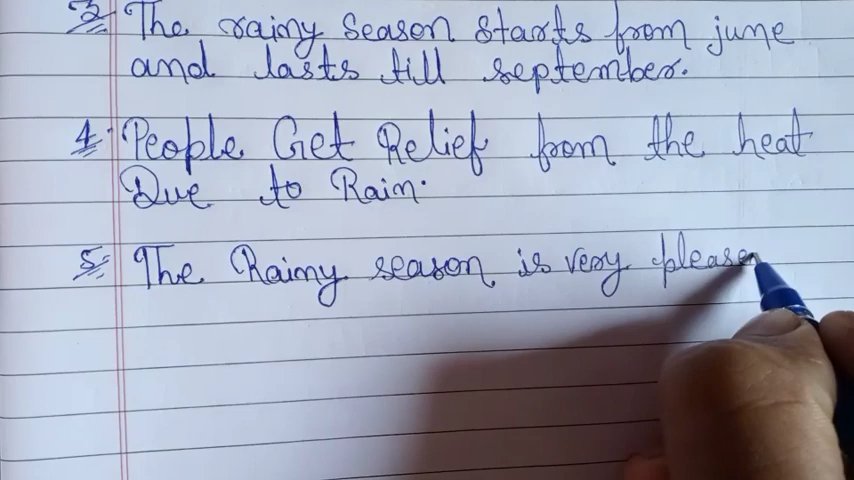 3. The rainy season starts from june
and lasts till september.
4. People Get Relief from the heat
Due to Rain.
5. The Rainy season is very please